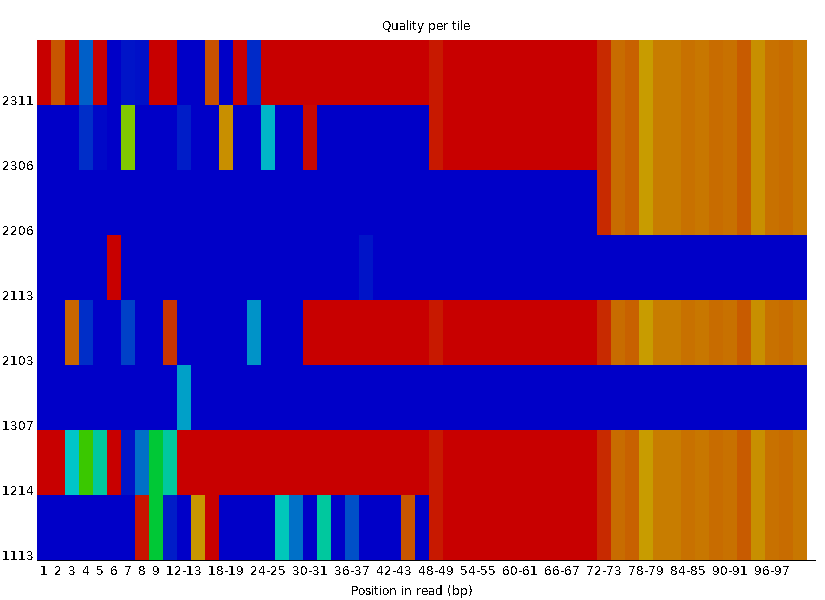 Quality per tile
2311
2306
2206
2113
2103
1307
1214
1113
1 2 3 4 5 6 7 8 9 12-13 18-19 24-25 30-31 36-37 42-43 48-49 54-55 60-61 66-67 72-73 78-79 84-85 90-91 96-97
Position in read (bp)